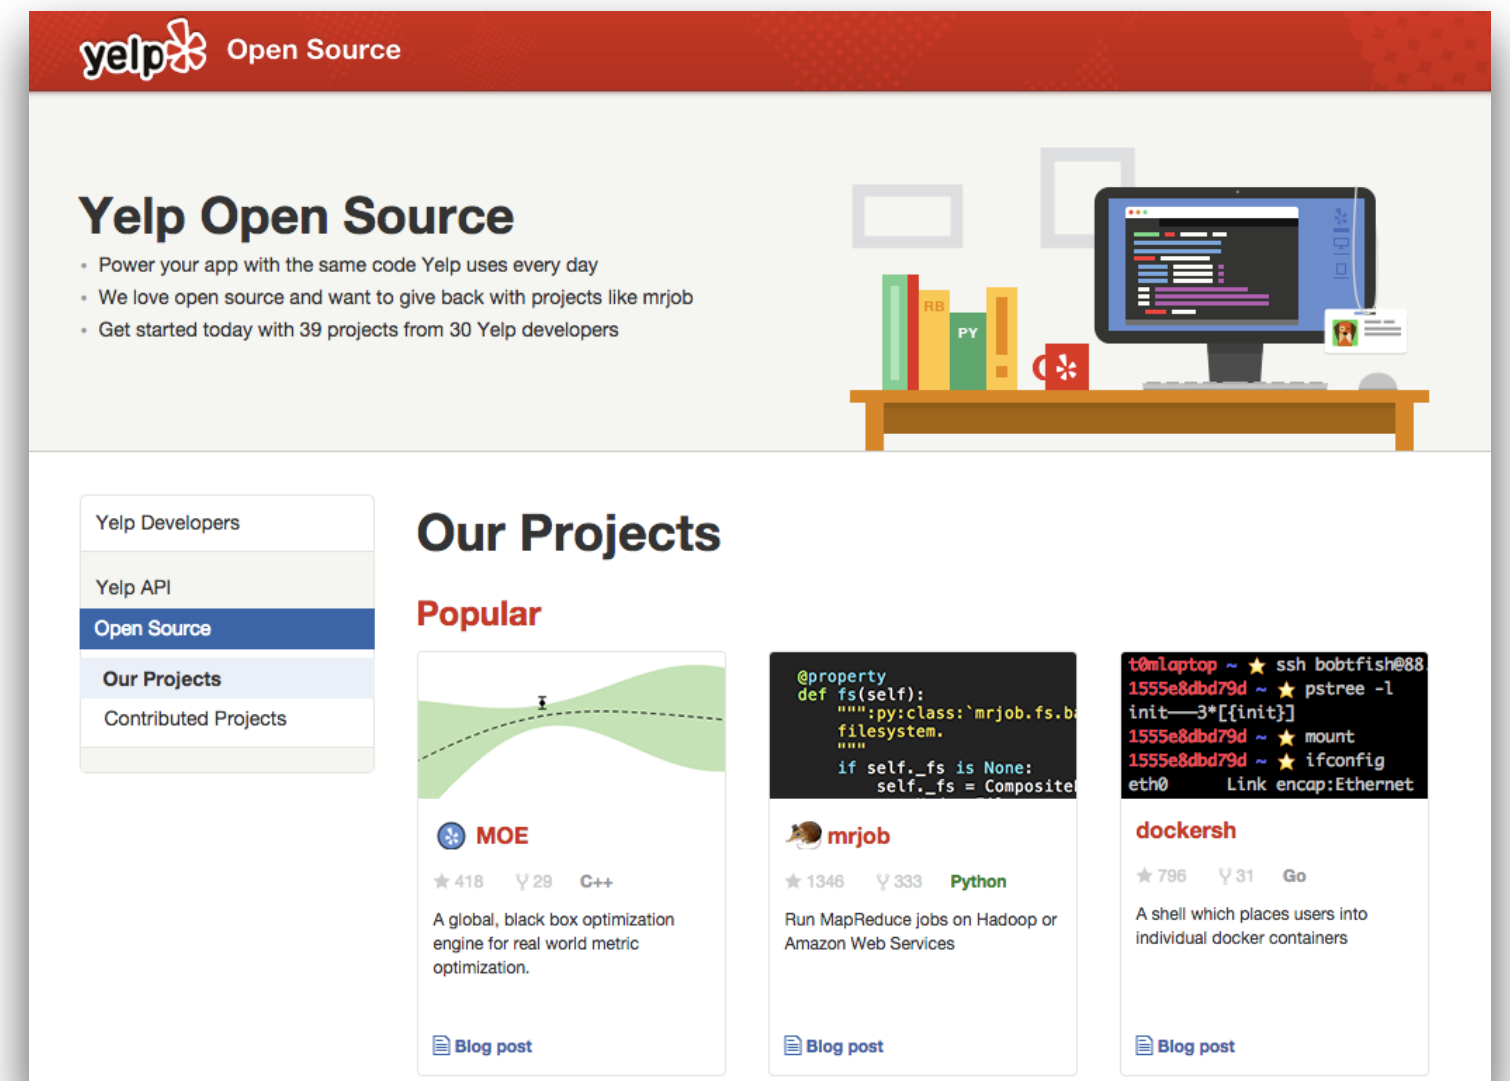 yelp Open Source
Yelp Open Source
Power your app with the same code Yelp uses every day
We love open source and want to give back with projects like mrjob
Get started today with 39 projects from 30 Yelp developers
RB
PY
Yelp Developers
Yelp API
Open Source
Our Projects
Contributed Projects
Our Projects
Popular
MOE
418 29 C++
A global, black box optimization
engine for real world metric
optimization.
Blog post
@property
def fs(self):
""":py:class:`mrjob.fs.ba
filesystem.
"""
if self._fs is None:
self._fs = Composite
mrjob
1346 333 Python
Run MapReduce jobs on Hadoop or
Amazon Web Services
Blog post
t0mlaptop ~ ⭐ ssh bobtfish@88.
1555e8dbd79d ~ ⭐ pstree -l
init───3*[{init}]
1555e8dbd79d ~ ⭐ mount
1555e8dbd79d ~ ⭐ ifconfig
eth0 Link encap:Ethernet
dockersh
796 31 Go
A shell which places users into
individual docker containers
Blog post